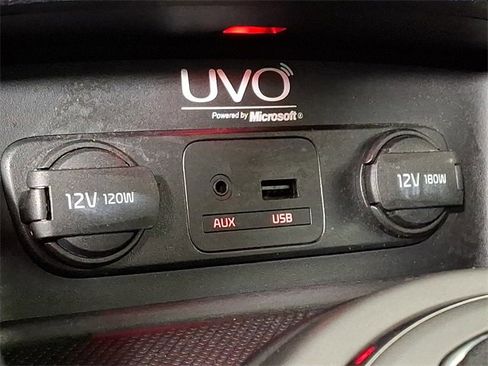 UVO
Powered by Microsoft®
12V 120W
AUX USB
12V 180W